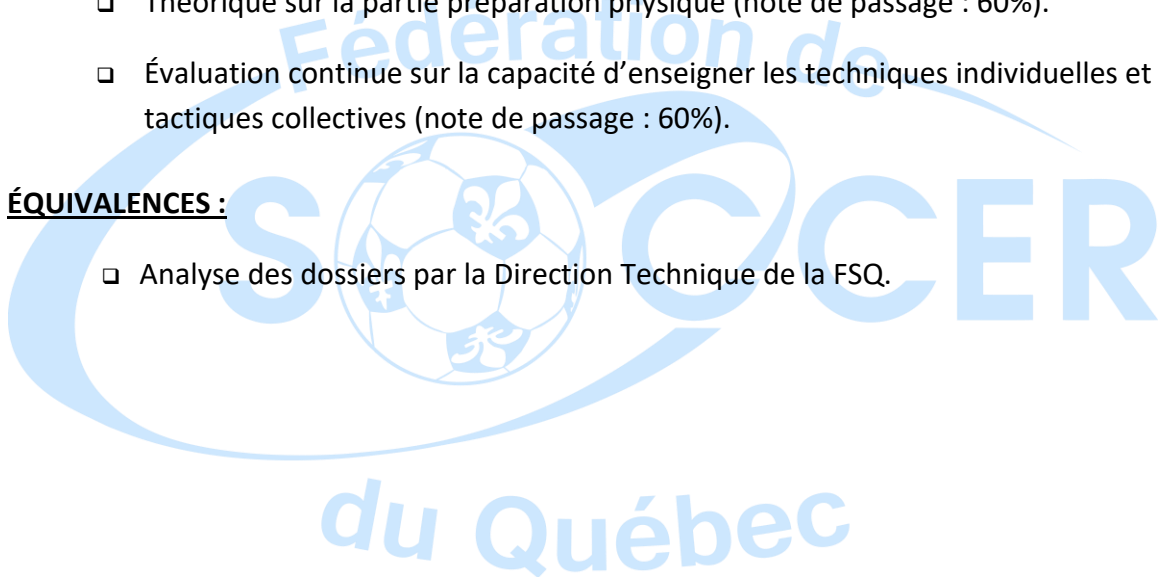 ❑ Théorique sur la partie préparation physique (note de passage : 60%).
Fédération de
❑ Évaluation continue sur la capacité d’enseigner les techniques individuelles et
tactiques collectives (note de passage : 60%).
ÉQUIVALENCES :
SOCCER
❑ Analyse des dossiers par la Direction Technique de la FSQ.
du Québec